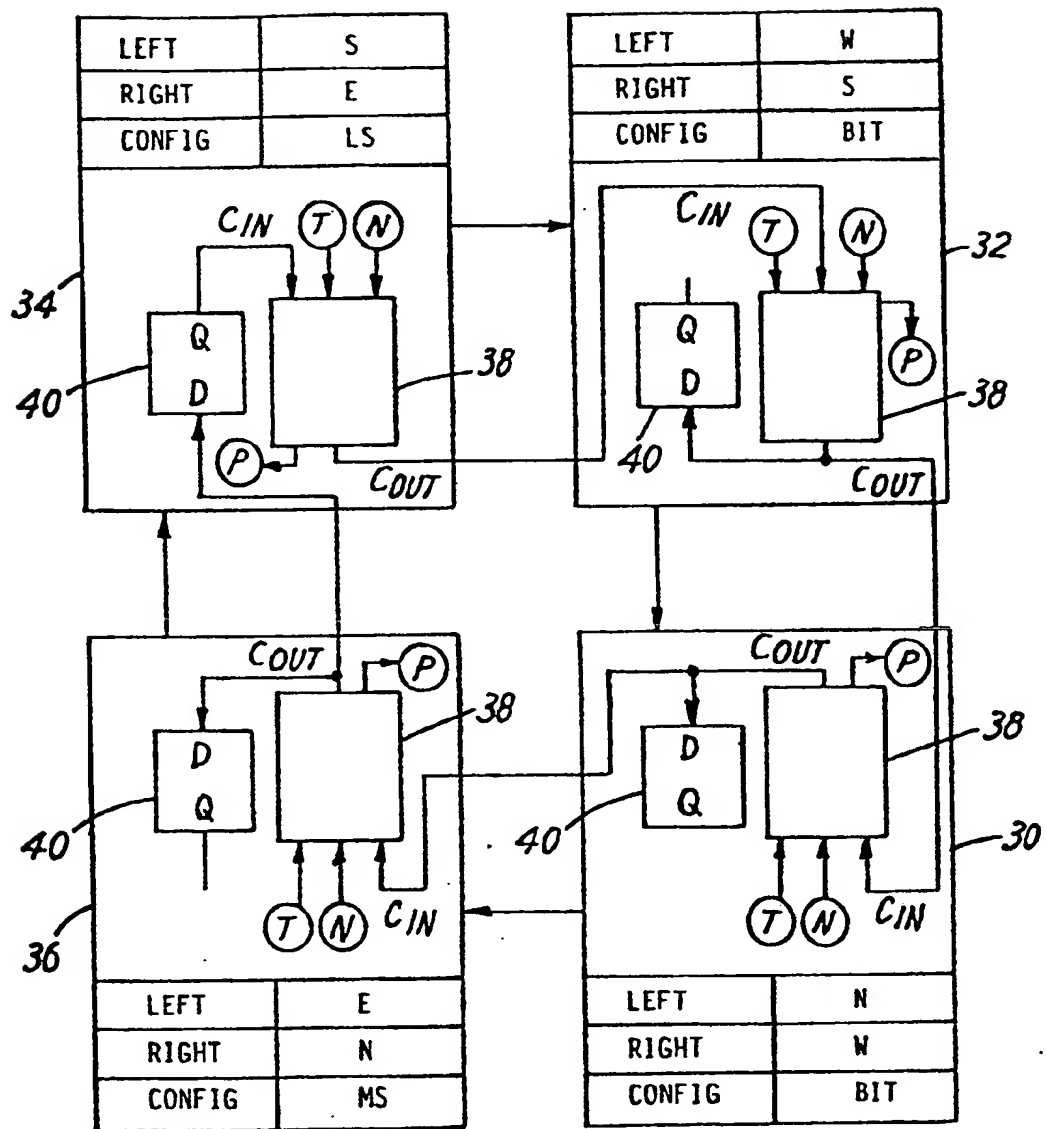 LEFT S
RIGHT E
CONFIG LS
LEFT W
RIGHT S
CONFIG BIT
CIN T N
34
Q
D
40
38
P
COUT
CIN
T N
32
Q
D
40
P
38
COUT
COUT
P
D
Q
38
40
T N CIN
36
COUT
P
D
Q
38
40
30
T N CIN
LEFT E
RIGHT N
CONFIG MS
LEFT N
RIGHT W
CONFIG BIT